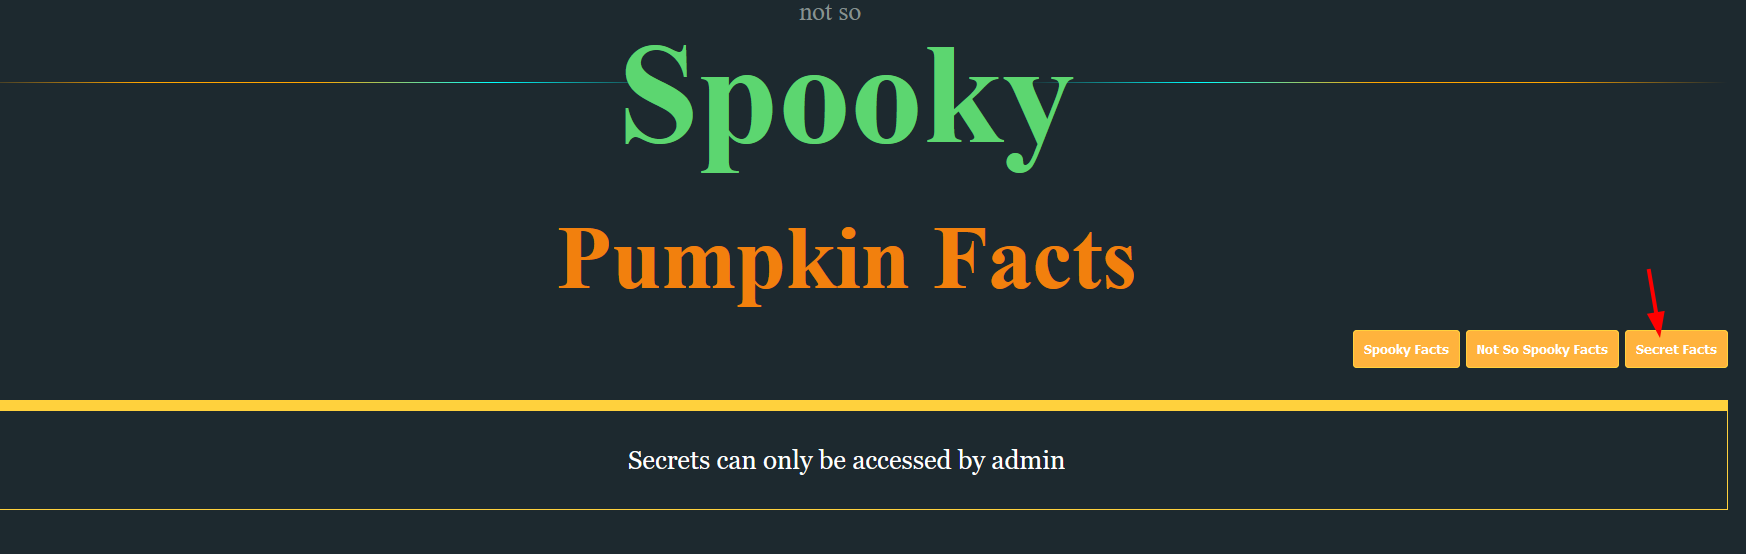 not so
Spooky
Pumpkin Facts
Spooky Facts
Not So Spooky Facts
Secret Facts
Secrets can only be accessed by admin